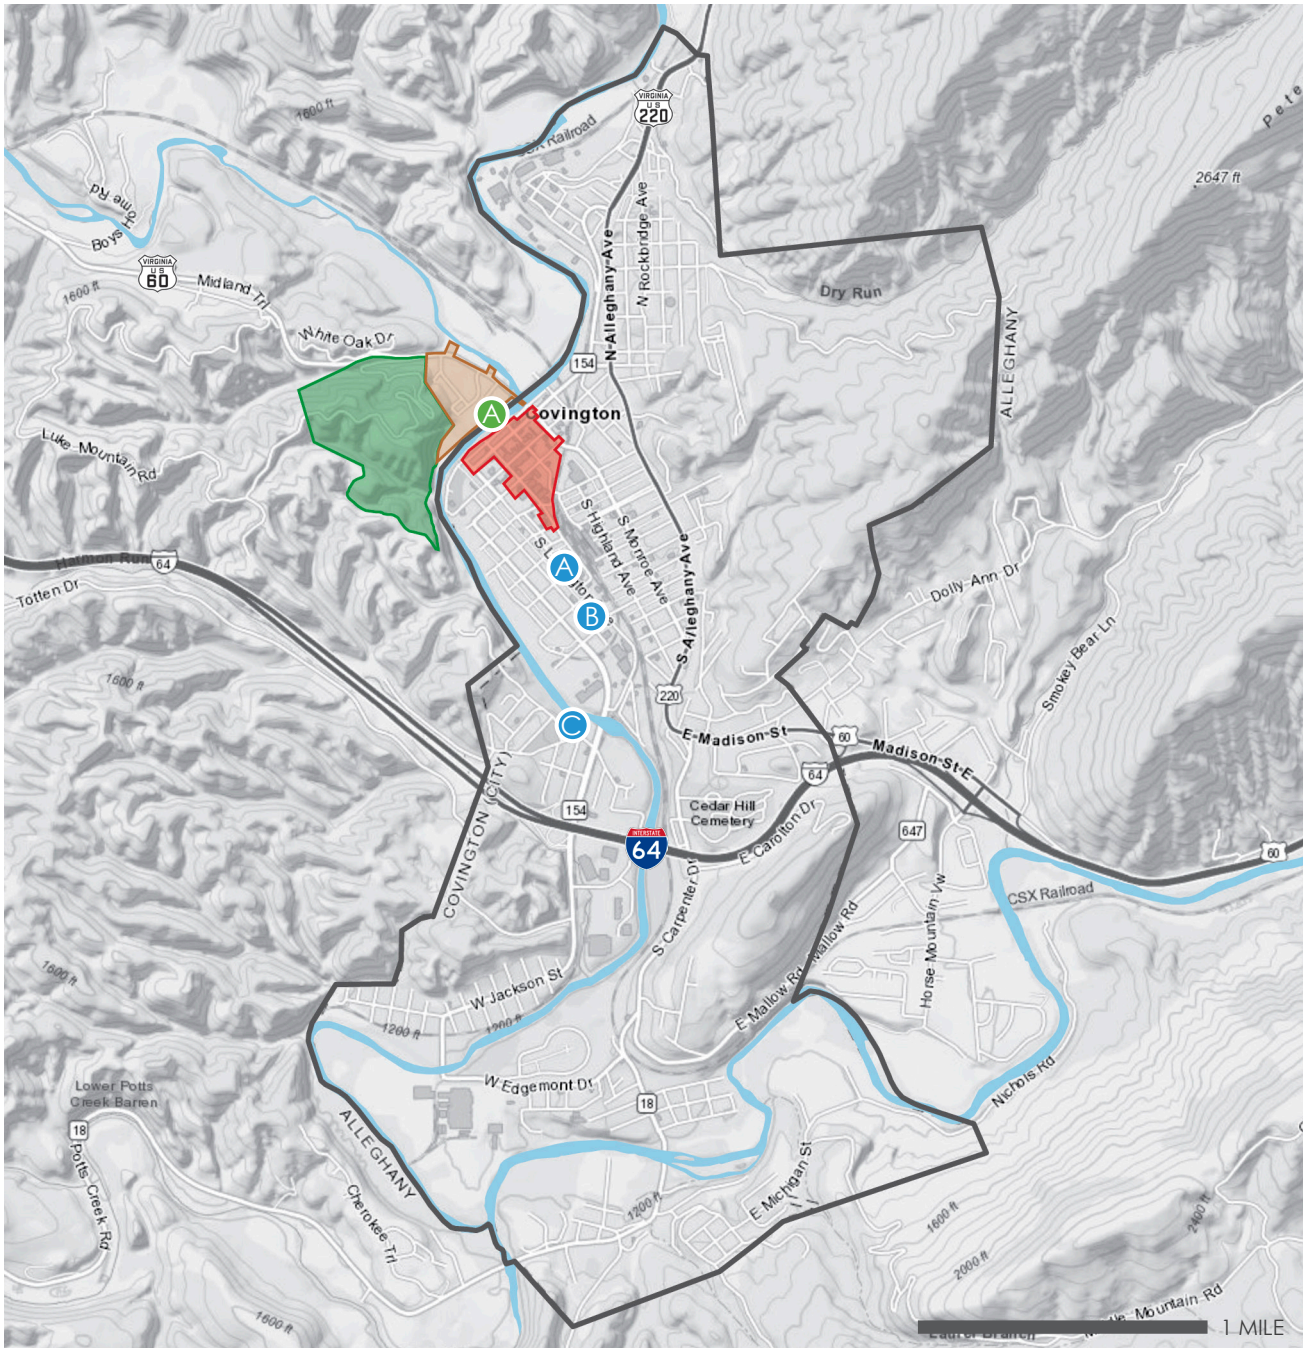 VIRGINIA
US
220
CSX Railroad
1600 ft
Pete
2647 ft
Home Rd
Boys
VIRGINIA
US
60
Midland Trl
1600 ft
White Oak Dr
N Alleghany Ave
N Rockbridge Ave
Dry Run
ALLEGHANY
154
A
Covington
Luke Mountain Rd
S Highland Ave
S Monroe Ave
S Alleghany Ave
Harmon Run
64
Totten Dr
A
B
Dolly Ann Dr
Smokey Bear Ln
1600 ft
220
C
E Madison St
60
Madison St E
64
COVINGTON (CITY)
154
Cedar Hill
Cemetery
E Carolton Dr
647
INTERSTATE
64
60
CSX Railroad
S Carpenter Dr
Horse Mountain Vw
E Mallow Rd
Mallow Rd
1600 ft
W Jackson St
1200 ft
1200 ft
W Edgemont Dr
Nichols Rd
Lower Potts
Creek Barren
18
18
Potts Creek Rd
ALLEGHANY
Cherokee Trl
E Michigan St
1200 ft
1600 ft
2000 ft
2400 ft
1600 ft
Mountain Rd
Laurel Branch
1 MILE